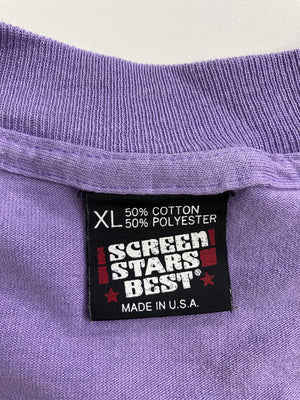 XL 50% COTTON
50% POLYESTER
SCREEN
STARS
BEST®
MADE IN U.S.A.